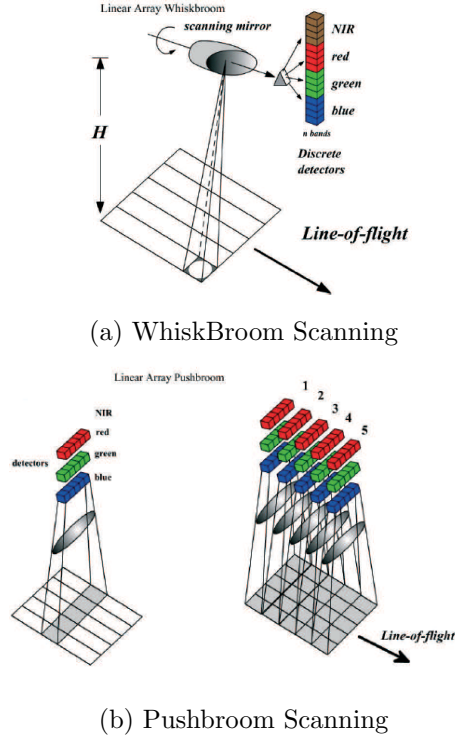 Linear Array Whiskbroom
scanning mirror
NIR
red
green
blue
n bands
Discrete
detectors
H
Line-of-flight
(a) WhiskBroom Scanning
Linear Array Pushbroom
NIR
red
detectors
green
blue
1
2
3
4
5
Line-of-flight
(b) Pushbroom Scanning